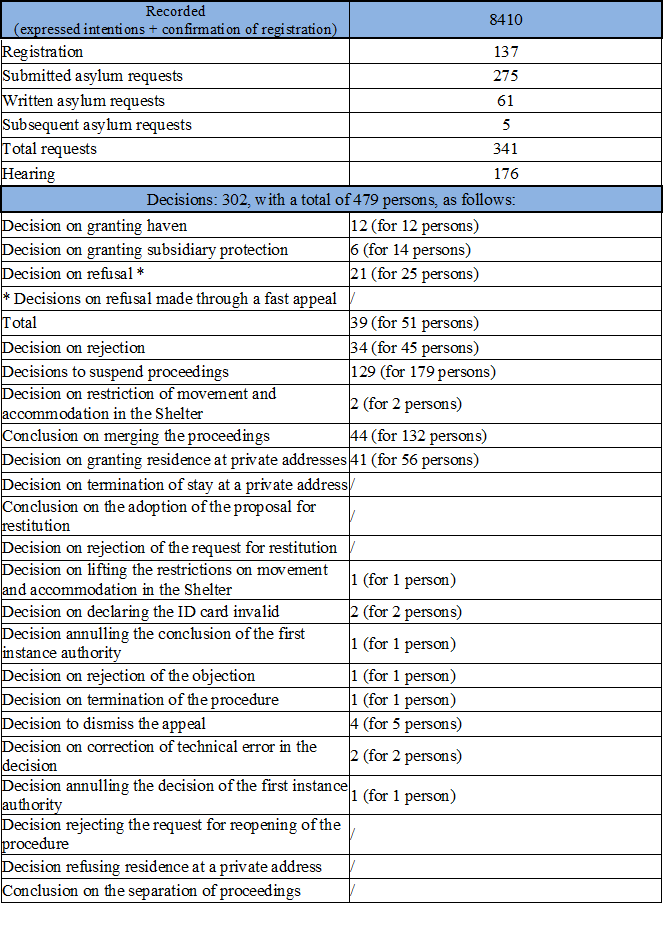 Recorded
(expressed intentions + confirmation of registration)
8410
Registration
137
Submitted asylum requests
275
Written asylum requests
61
Subsequent asylum requests
5
Total requests
341
Hearing
176
Decisions: 302, with a total of 479 persons, as follows:
Decision on granting haven
12 (for 12 persons)
Decision on granting subsidiary protection
6 (for 14 persons)
Decision on refusal *
21 (for 25 persons)
* Decisions on refusal made through a fast appeal
/
Total
39 (for 51 persons)
Decision on rejection
34 (for 45 persons)
Decisions to suspend proceedings
129 (for 179 persons)
Decision on restriction of movement and
accommodation in the Shelter
2 (for 2 persons)
Conclusion on merging the proceedings
44 (for 132 persons)
Decision on granting residence at private addresses
41 (for 56 persons)
Decision on termination of stay at a private address
/
Conclusion on the adoption of the proposal for
restitution
/
Decision on rejection of the request for restitution
/
Decision on lifting the restrictions on movement
and accommodation in the Shelter
1 (for 1 person)
Decision on declaring the ID card invalid
2 (for 2 persons)
Decision annulling the conclusion of the first
instance authority
1 (for 1 person)
Decision on rejection of the objection
1 (for 1 person)
Decision on termination of the procedure
1 (for 1 person)
Decision to dismiss the appeal
4 (for 5 persons)
Decision on correction of technical error in the
decision
2 (for 2 persons)
Decision annulling the decision of the first instance
authority
1 (for 1 person)
Decision rejecting the request for reopening of the
procedure
/
Decision refusing residence at a private address
/
Conclusion on the separation of proceedings
/